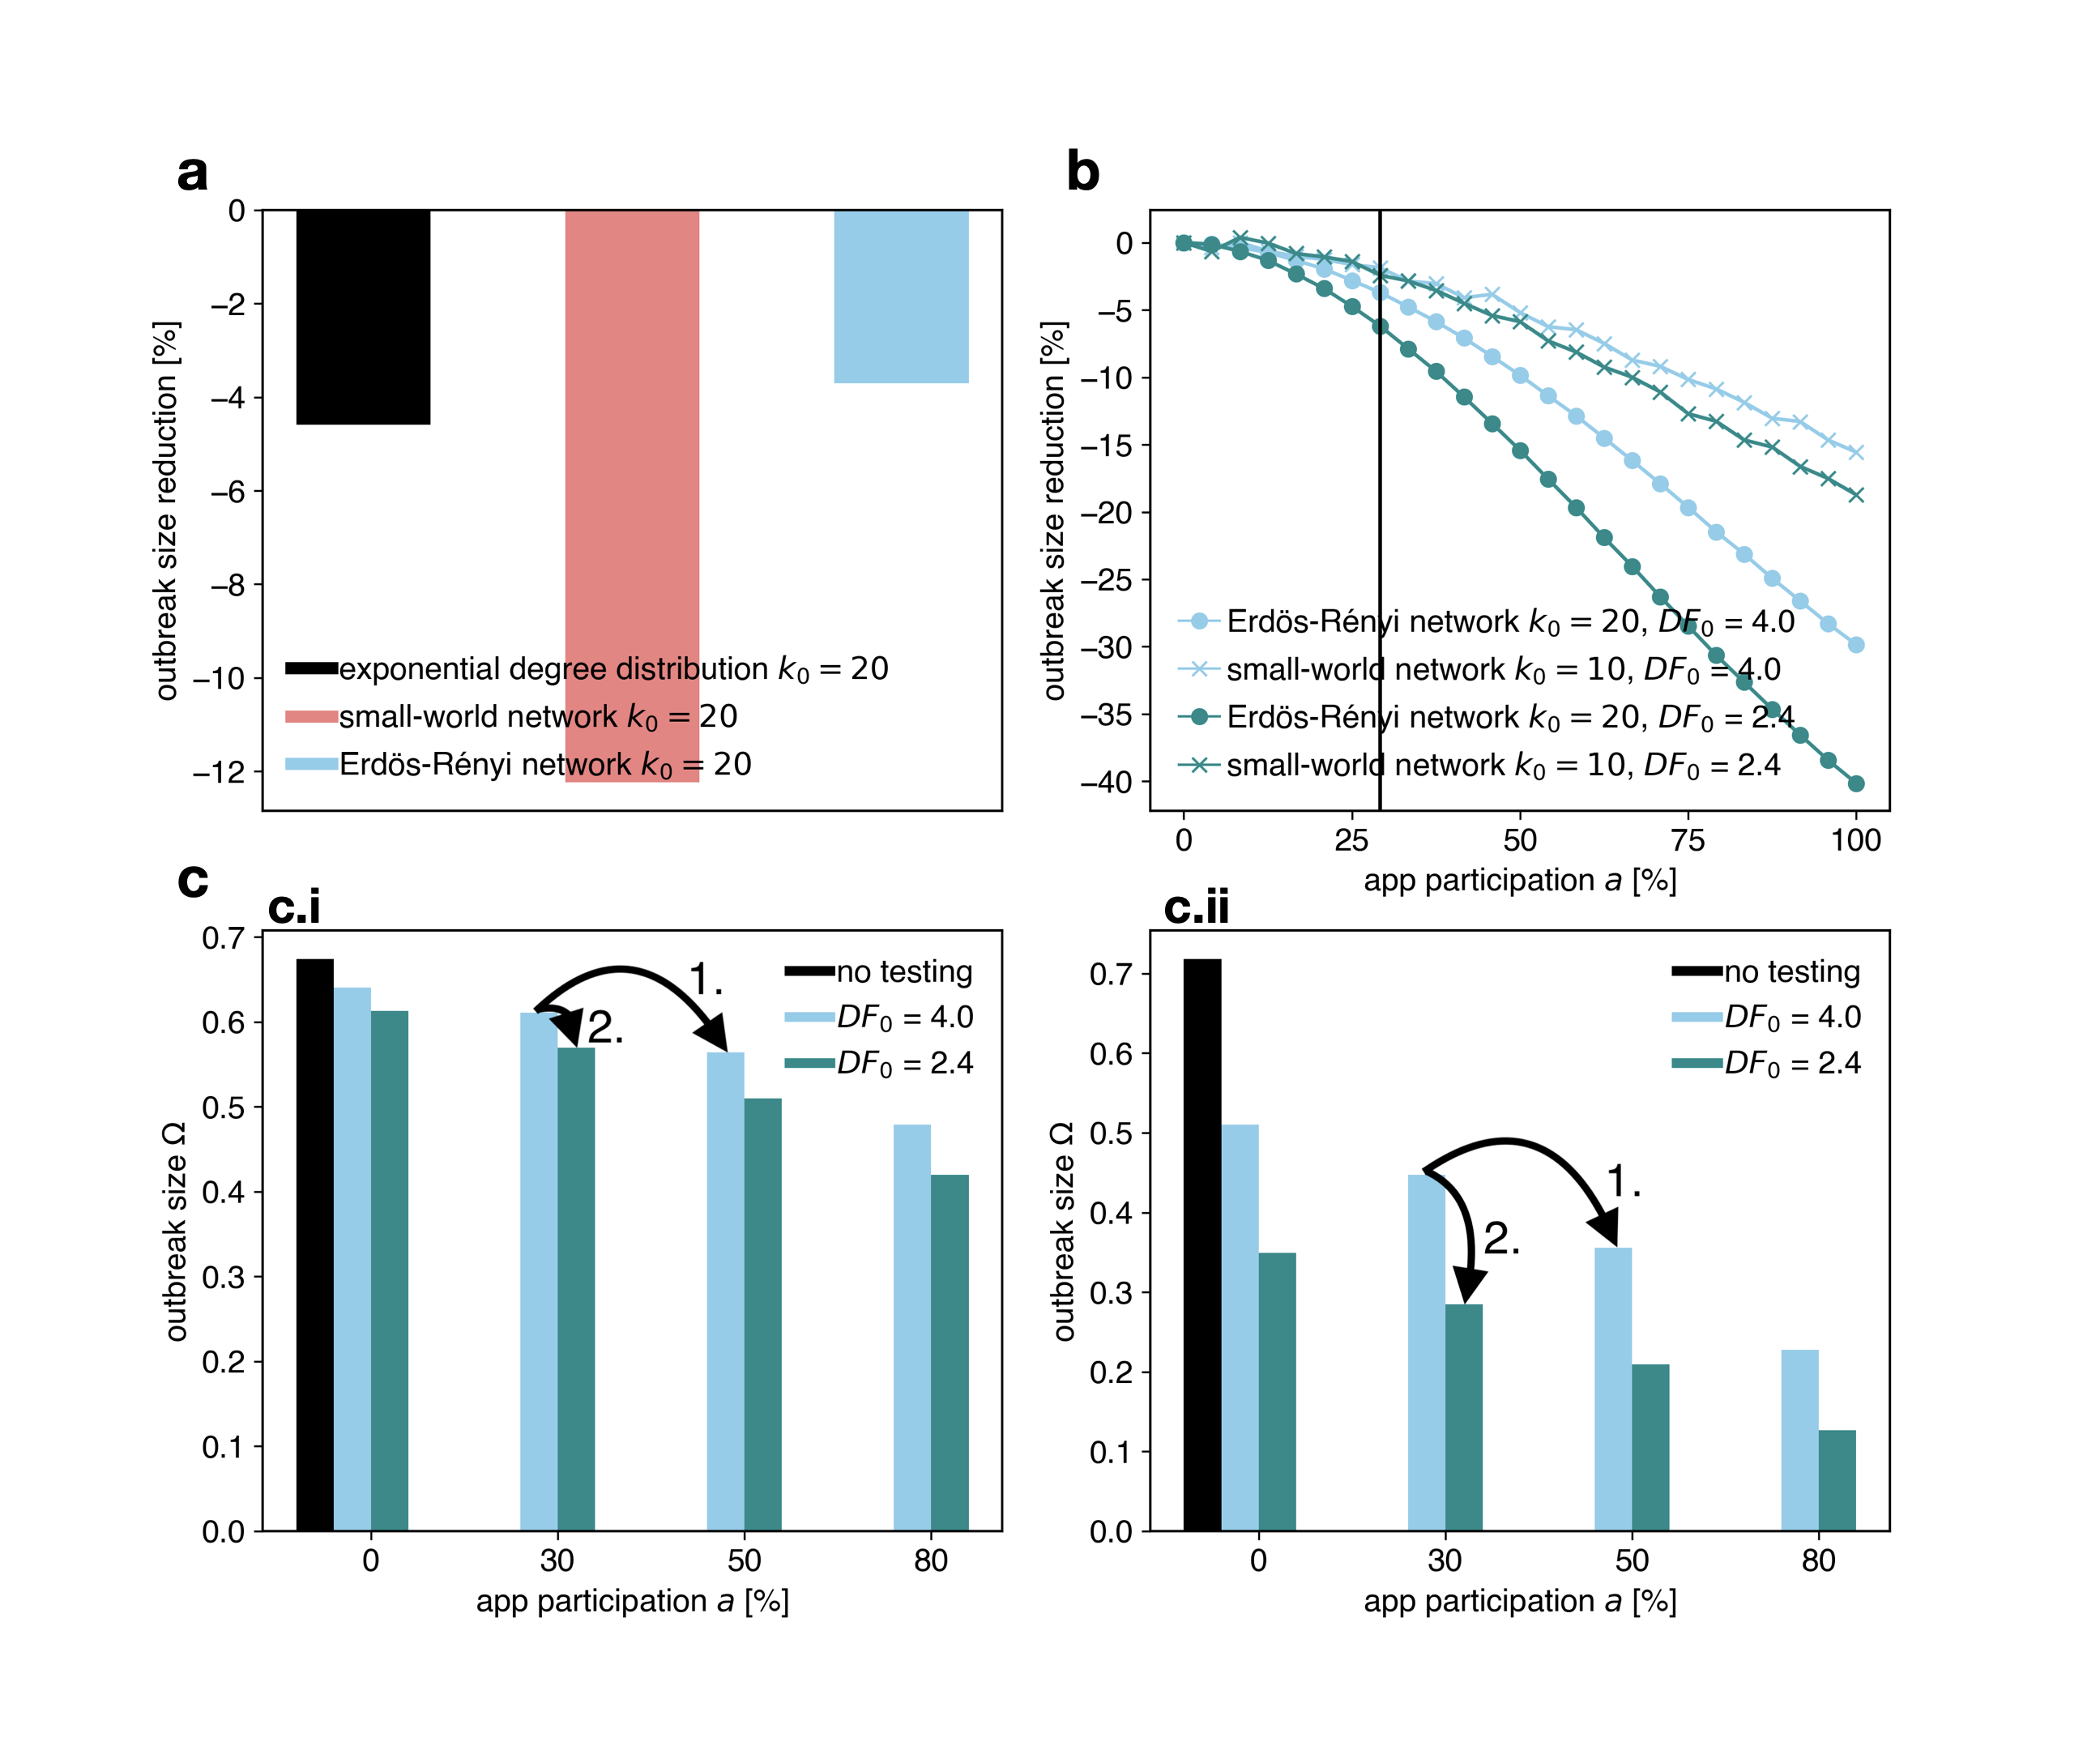 a
0
−2
−4
−6
−8
−10
−12
outbreak size reduction [%]
exponential degree distribution k0 = 20
small-world network k0 = 20
Erdös-Rényi network k0 = 20
b
0
−5
−10
−15
−20
−25
−30
−35
−40
outbreak size reduction [%]
Erdös-Rényi network k0 = 20, DF0 = 4.0
small-world network k0 = 10, DF0 = 4.0
Erdös-Rényi network k0 = 20, DF0 = 2.4
small-world network k0 = 10, DF0 = 2.4
0 25 50 75 100
app participation a [%]
c
c.i
0.7
0.6
0.5
0.4
0.3
0.2
0.1
0.0
outbreak size Ω
1.
2.
no testing
DF0 = 4.0
DF0 = 2.4
0 30 50 80
app participation a [%]
c.ii
0.7
0.6
0.5
0.4
0.3
0.2
0.1
0.0
outbreak size Ω
1.
2.
no testing
DF0 = 4.0
DF0 = 2.4
0 30 50 80
app participation a [%]